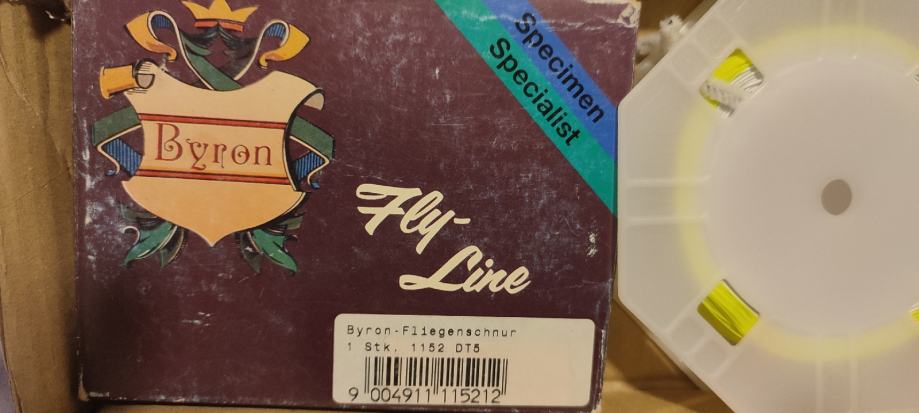 Byron
Specimen
Specialist
Fly-
Line
Byron-Fliegenschnur
1 Stk. 1152 DT5
9 004911 115212